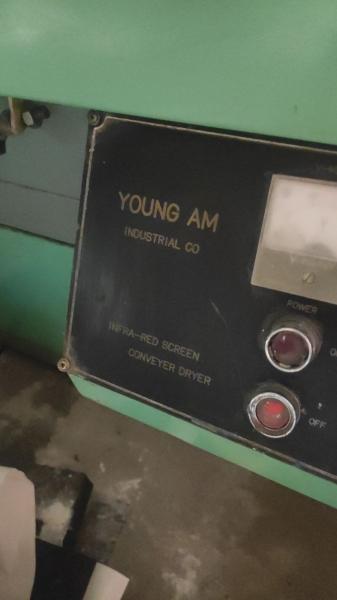 YOUNG AM
INDUSTRIAL CO
INFRA-RED SCREEN
CONVEYER DRYER
POWER
OFF